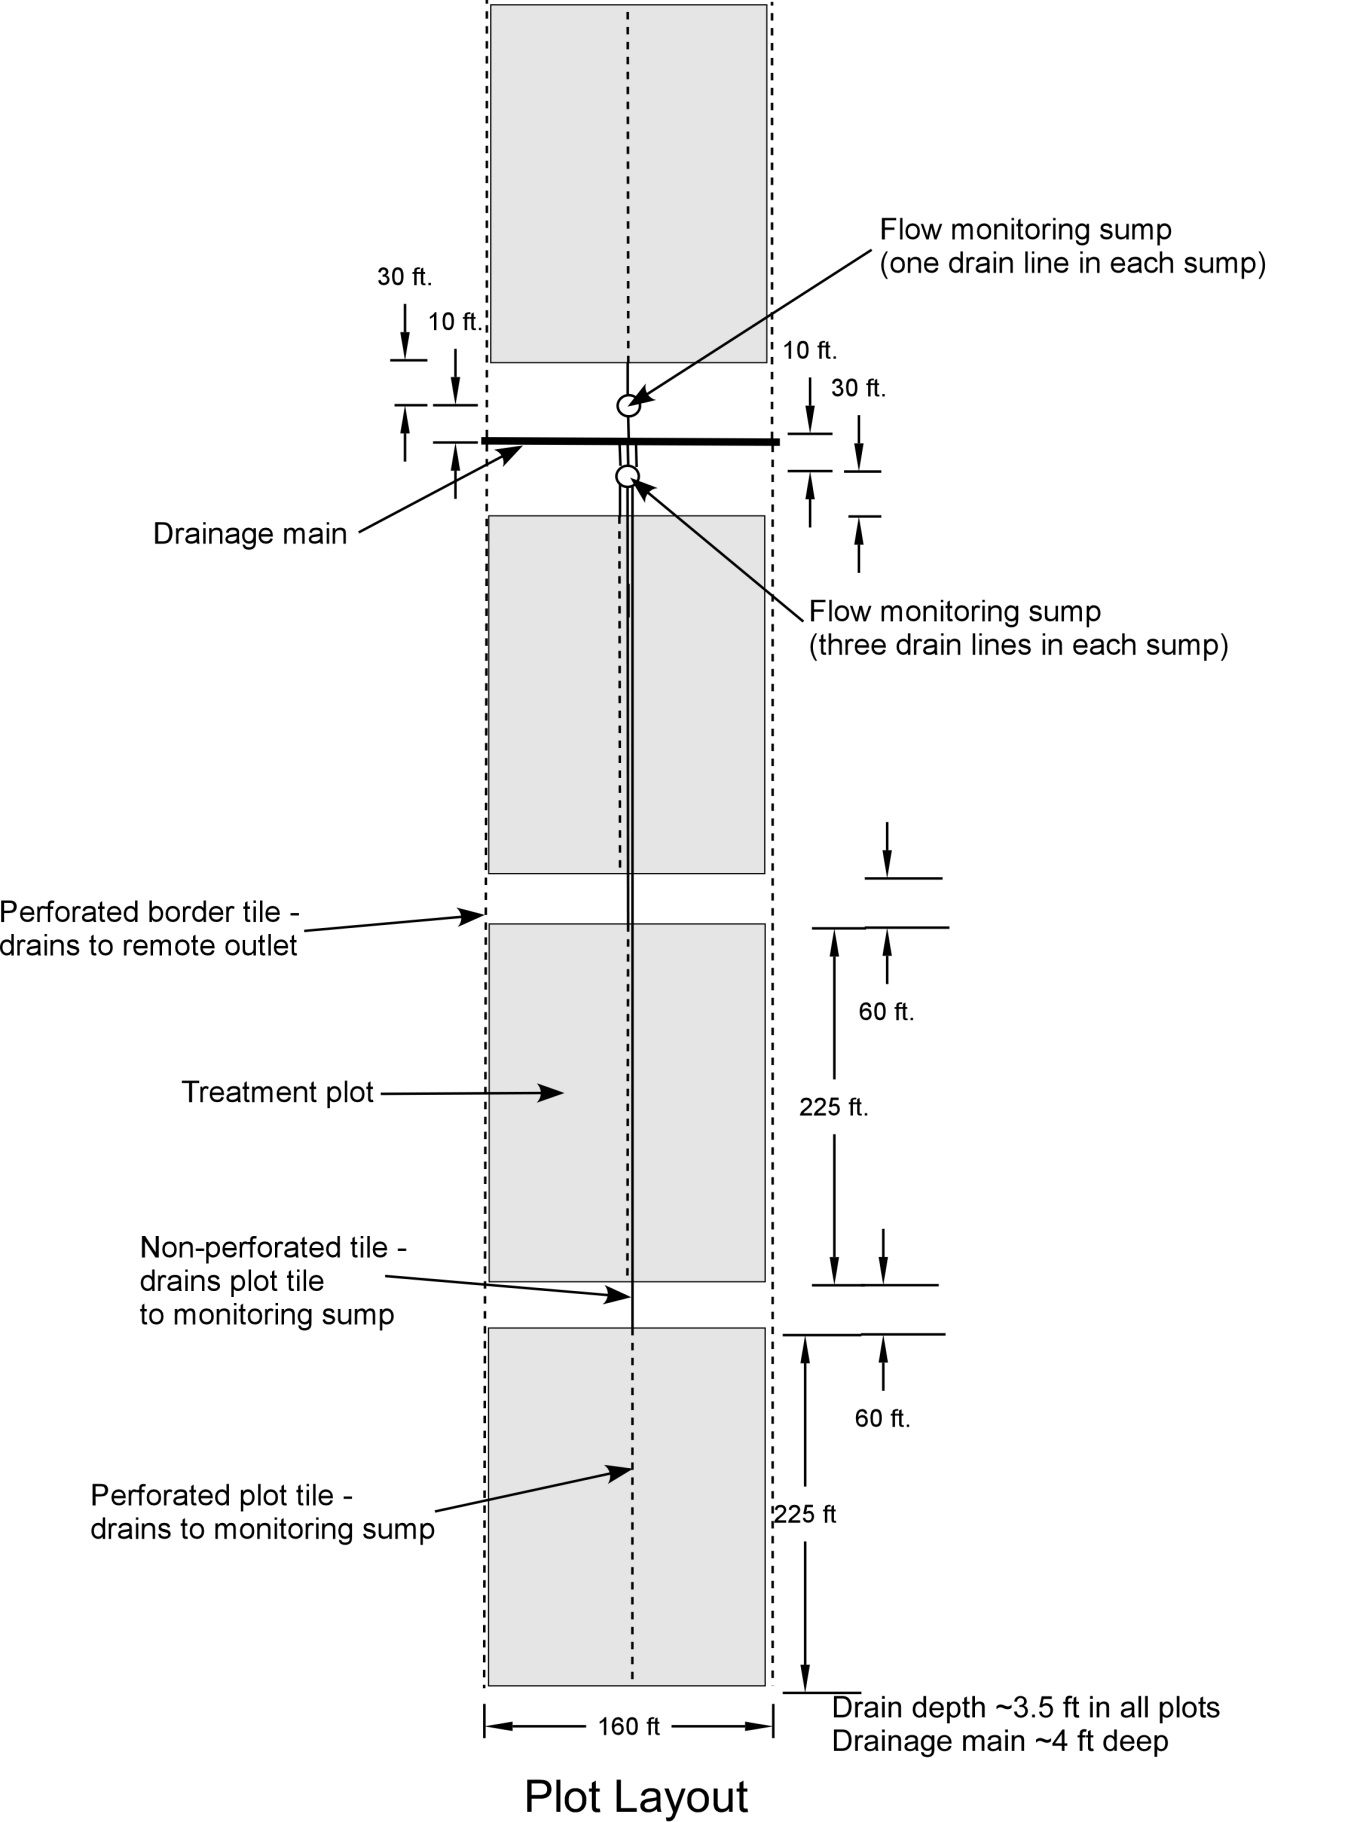 Flow monitoring sump
(one drain line in each sump)
30 ft.
10 ft.
10 ft.
30 ft.
Drainage main
Flow monitoring sump
(three drain lines in each sump)
Perforated border tile -
drains to remote outlet
60 ft.
Treatment plot
225 ft.
Non-perforated tile -
drains plot tile
to monitoring sump
60 ft.
Perforated plot tile -
drains to monitoring sump
225 ft
Drain depth ~3.5 ft in all plots
Drainage main ~4 ft deep
160 ft
Plot Layout